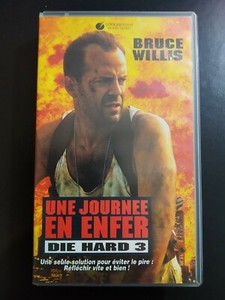 BRUCE
WILLIS
UNE JOURNEE
EN ENFER
DIE HARD 3
Une seule solution pour éviter le pire :
Réfléchir vite et bien !